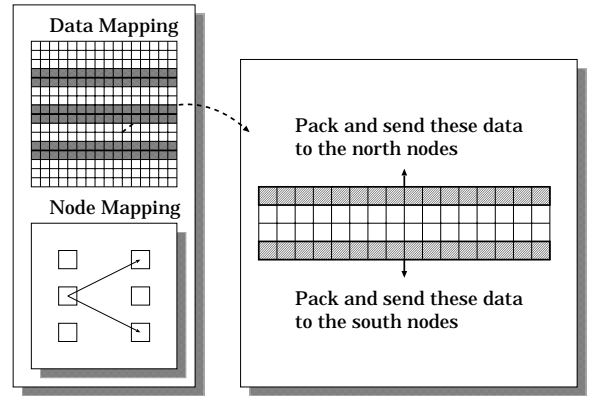 Data Mapping
Node Mapping
Pack and send these data
to the north nodes
Pack and send these data
to the south nodes